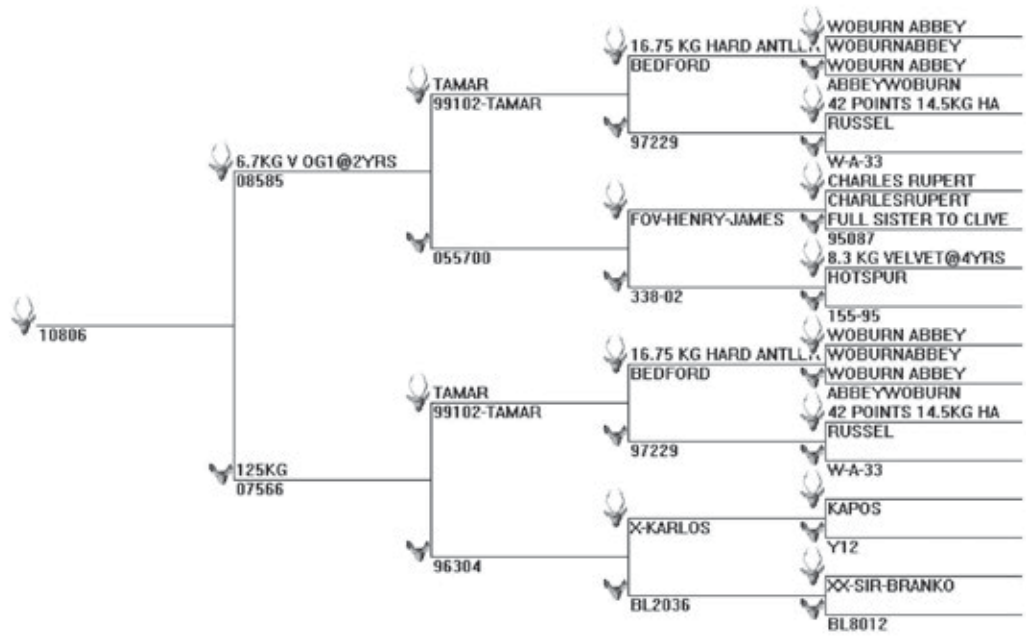 WOBURN ABBEY
16.75 KG HARD ANTLL
WOBURNABBEY
BEDFORD
WOBURN ABBEY
TAMAR
ABBEYWOBURN
99102-TAMAR
42 POINTS 14.5KG HA
RUSSEL
97229
6.7KG V OG1@2YRS
W-A-33
08585
CHARLES RUPERT
CHARLESRUPERT
FOV-HENRY-JAMES
FULL SISTER TO CLIVE
95087
055700
8.3 KG VELVET@4YRS
HOTSPUR
338-02
155-95
10806
WOBURN ABBEY
16.75 KG HARD ANTLL
WOBURNABBEY
BEDFORD
WOBURN ABBEY
TAMAR
ABBEYWOBURN
99102-TAMAR
42 POINTS 14.5KG HA
RUSSEL
97229
125KG
W-A-33
07566
KAPOS
X-KARLOS
Y12
96304
XX-SIR-BRANKO
BL2036
BL8012